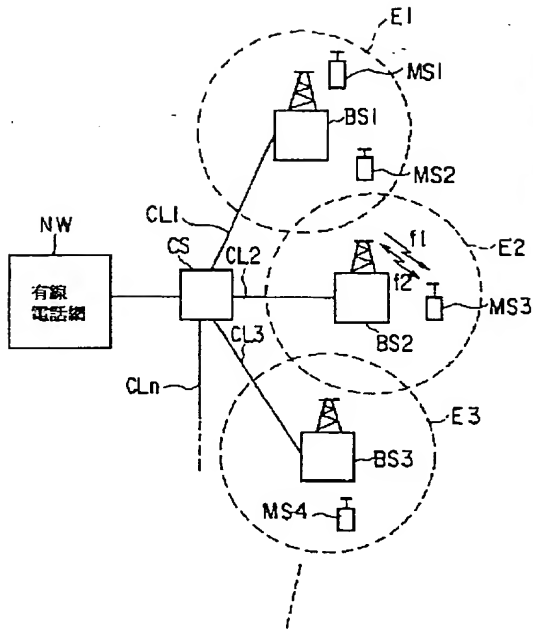 E1
MS1
BS1
MS2
CL1
NW
CS
CL2
f1
E2
f2
有線
電話網
MS3
BS2
CL3
CLn
E3
BS3
MS4